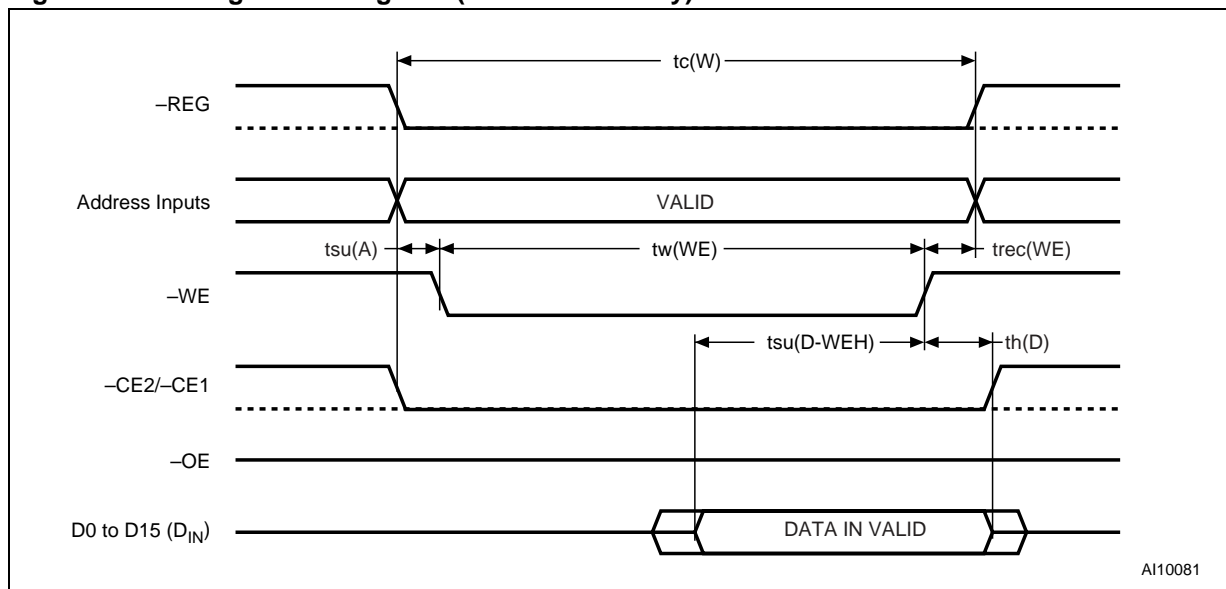 tc(W)
–REG
Address Inputs
VALID
tsu(A)
tw(WE)
trec(WE)
–WE
tsu(D-WEH)
th(D)
–CE2/–CE1
–OE
D0 to D15 (DIN)
DATA IN VALID
AI10081